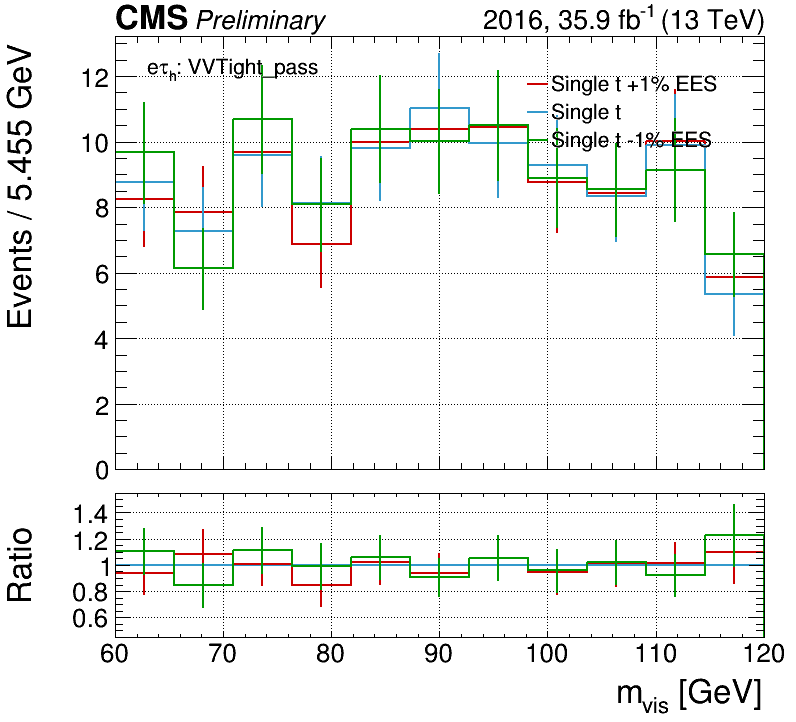 CMS Preliminary 2016, 35.9 fb⁻¹ (13 TeV)
eτₕ: VVTight_pass
Single t +1% EES
Single t
Single t -1% EES
Events / 5.455 GeV
12
10
8
6
4
2
0
Ratio
1.4
1.2
1
0.8
0.6
60 70 80 90 100 110 120
m_vis [GeV]